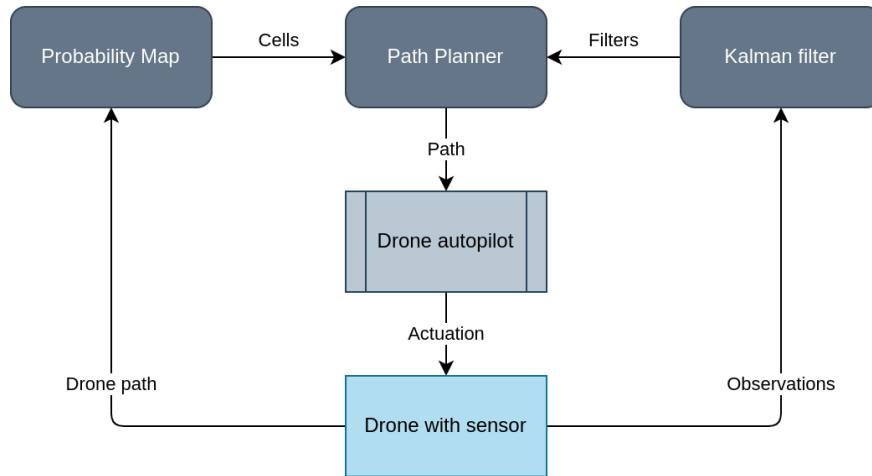 Probability Map
Cells
Path Planner
Filters
Kalman filter
Path
Drone autopilot
Actuation
Drone path
Drone with sensor
Observations